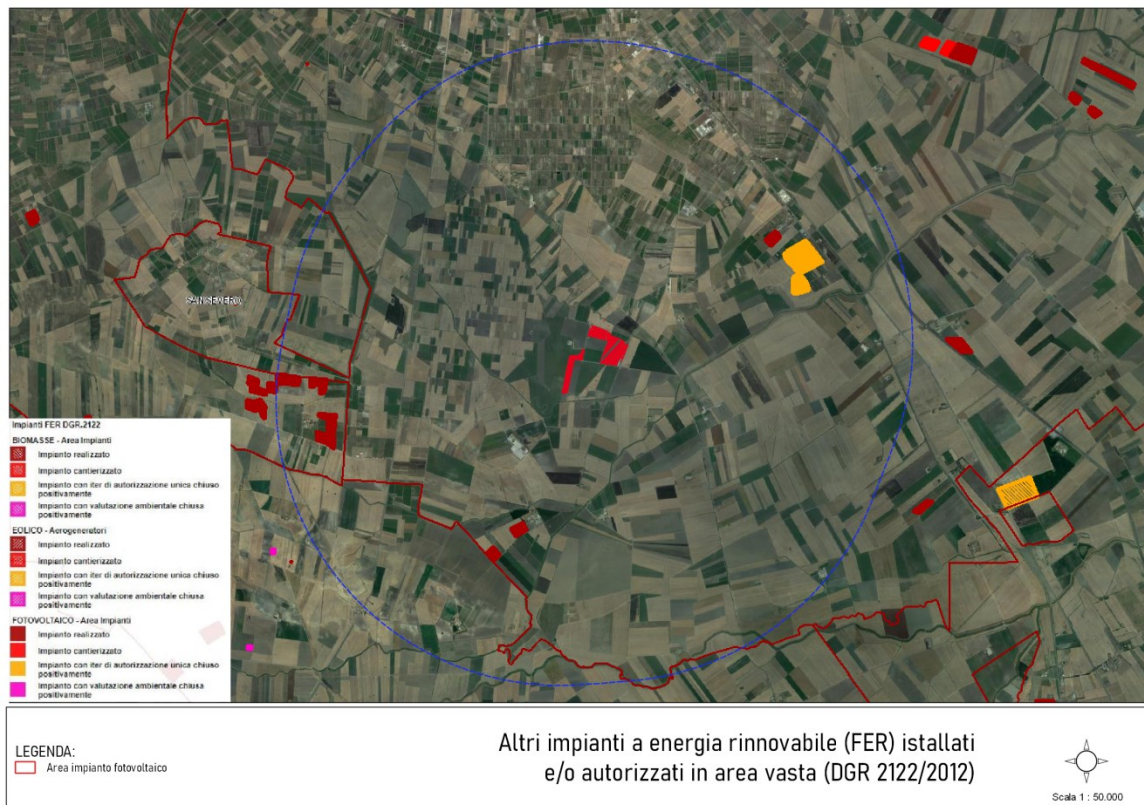 SAN SEVERO
Impianti FER DGR.2122
BIOMASSE - Area Impianti
Impianto realizzato
Impianto cantierizzato
Impianto con iter di autorizzazione unica chiuso
positivamente
Impianto con valutazione ambientale chiusa
positivamente
EOLICO - Aerogeneratori
Impianto realizzato
Impianto cantierizzato
Impianto con iter di autorizzazione unica chiuso
positivamente
Impianto con valutazione ambientale chiusa
positivamente
FOTOVOLTAICO - Area Impianti
Impianto realizzato
Impianto cantierizzato
Impianto con iter di autorizzazione unica chiuso
positivamente
Impianto con valutazione ambientale chiusa
positivamente
LEGENDA:
Area impianto fotovoltaico
Altri impianti a energia rinnovabile (FER) istallati
e/o autorizzati in area vasta (DGR 2122/2012)
Scala 1 : 50.000